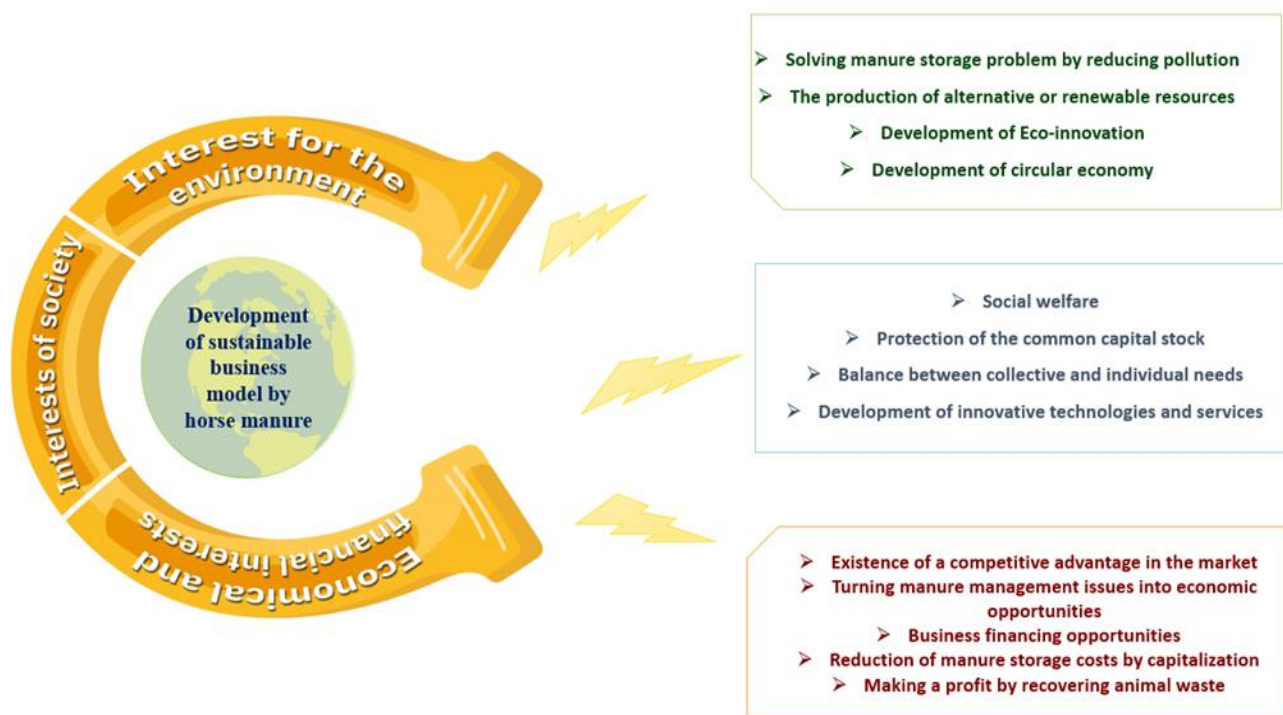 Interest for the
environment
Interests of society
Economical and
financial interests
Development
of sustainable
business
model by
horse manure
➢ Solving manure storage problem by reducing pollution
➢ The production of alternative or renewable resources
➢ Development of Eco-innovation
➢ Development of circular economy
➢ Social welfare
➢ Protection of the common capital stock
➢ Balance between collective and individual needs
➢ Development of innovative technologies and services
➢ Existence of a competitive advantage in the market
➢ Turning manure management issues into economic
opportunities
➢ Business financing opportunities
➢ Reduction of manure storage costs by capitalization
➢ Making a profit by recovering animal waste